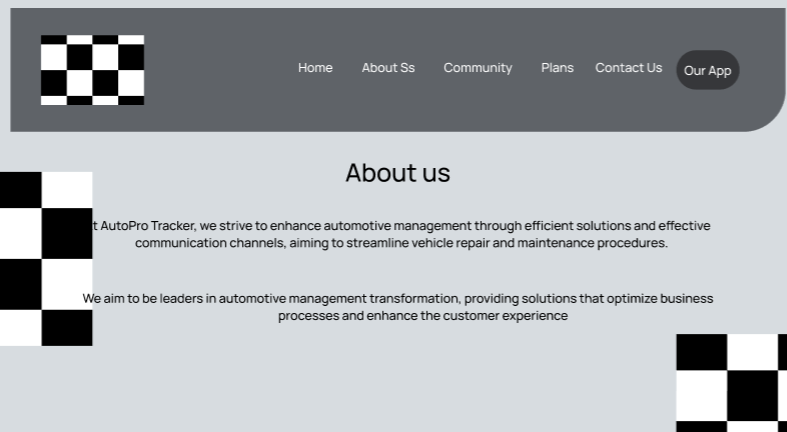 Home About Ss Community Plans Contact Us Our App
About us
t AutoPro Tracker, we strive to enhance automotive management through efficient solutions and effective
communication channels, aiming to streamline vehicle repair and maintenance procedures.
We aim to be leaders in automotive management transformation, providing solutions that optimize business
processes and enhance the customer experience